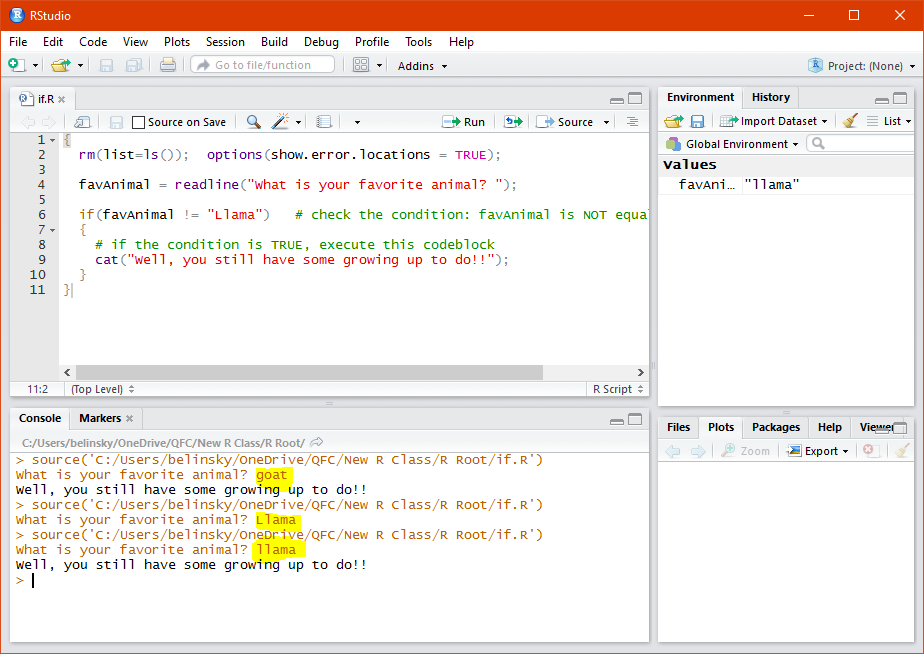 RStudio
File Edit Code View Plots Session Build Debug Profile Tools Help
Go to file/function Addins Project: (None)
if.R
Source on Save Run Source
1 {
2 rm(list=ls()); options(show.error.locations = TRUE);
3
4 favAnimal = readline("What is your favorite animal? ");
5
6 if(favAnimal != "Llama") # check the condition: favAnimal is NOT equal
7 {
8 # if the condition is TRUE, execute this codeblock
9 cat("Well, you still have some growing up to do!!");
10 }
11 }
11:2 (Top Level) R Script
Console Markers
C:/Users/belinsky/OneDrive/QFC/New R Class/R Root/
> source('C:/Users/belinsky/OneDrive/QFC/New R Class/R Root/if.R')
What is your favorite animal? goat
Well, you still have some growing up to do!!
> source('C:/Users/belinsky/OneDrive/QFC/New R Class/R Root/if.R')
What is your favorite animal? Llama
> source('C:/Users/belinsky/OneDrive/QFC/New R Class/R Root/if.R')
What is your favorite animal? llama
Well, you still have some growing up to do!!
>
Environment History
Import Dataset List
Global Environment
Values
favAni… "llama"
Files Plots Packages Help Viewer
Zoom Export